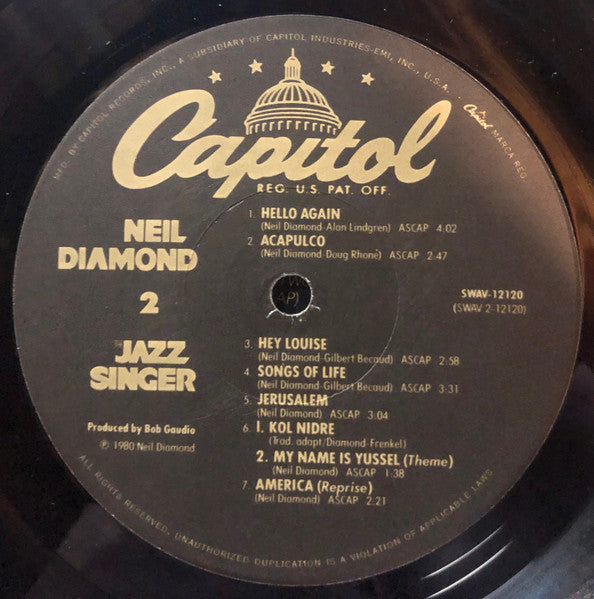 MFD. BY CAPITOL RECORDS, INC., A SUBSIDIARY OF CAPITOL INDUSTRIES-EMI, INC., U.S.A.
Capitol MARCA REG.
Capitol
REG. U.S. PAT. OFF.
NEIL
DIAMOND
2
THE
JAZZ
SINGER
Produced by Bob Gaudio
℗ 1980 Neil Diamond
1. HELLO AGAIN
(Neil Diamond-Alan Lindgren) ASCAP 4:02
2. ACAPULCO
(Neil Diamond-Doug Rhone) ASCAP 2:47
SWAV-12120
(SWAV 2-12120)
AP)
3. HEY LOUISE
(Neil Diamond-Gilbert Becaud) ASCAP 2:58
4. SONGS OF LIFE
(Neil Diamond-Gilbert Becaud) ASCAP 3:31
5. JERUSALEM
(Neil Diamond) ASCAP 3:04
6. 1. KOL NIDRE
(Trad. adapt/Diamond-Frenkel)
2. MY NAME IS YUSSEL (Theme)
(Neil Diamond) ASCAP 1:38
7. AMERICA (Reprise)
(Neil Diamond) ASCAP 2:21
ALL RIGHTS RESERVED. UNAUTHORIZED DUPLICATION IS A VIOLATION OF APPLICABLE LAWS